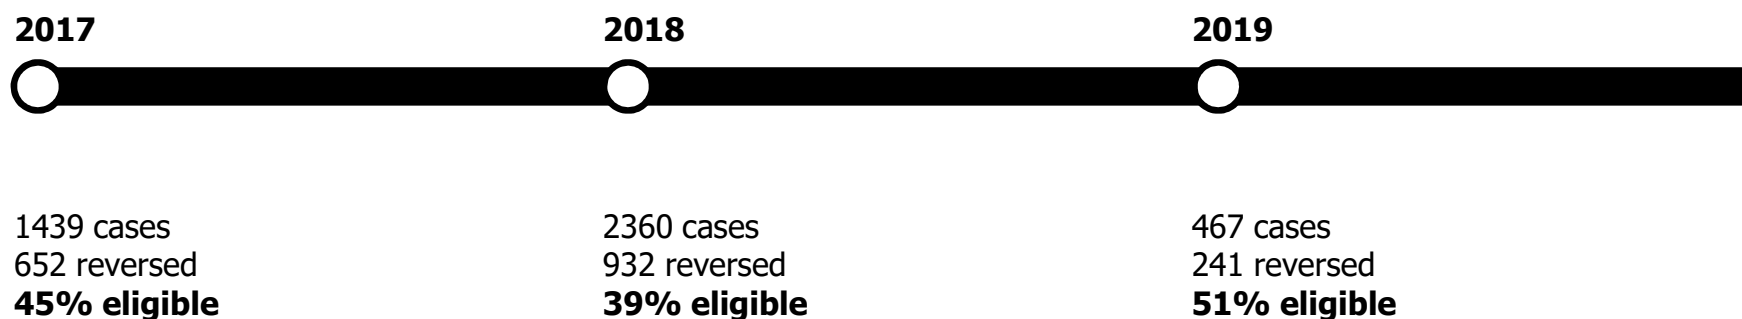 2017
2018
2019
1439 cases
652 reversed
45% eligible
2360 cases
932 reversed
39% eligible
467 cases
241 reversed
51% eligible